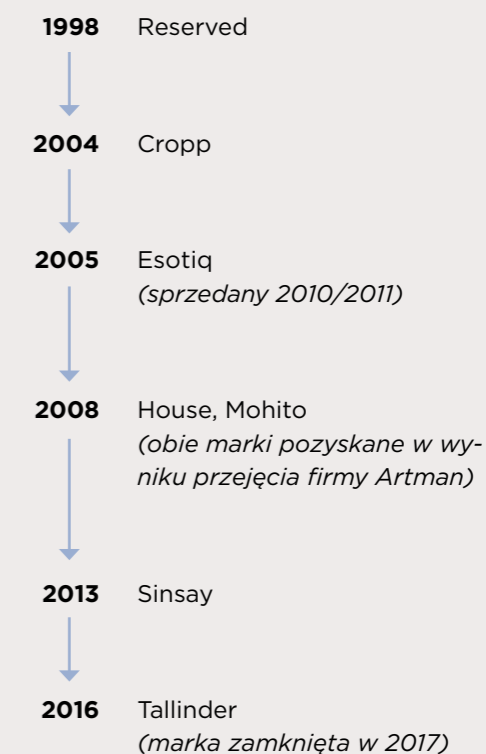 1998 Reserved
2004 Cropp
2005 Esotiq
(sprzedany 2010/2011)
2008 House, Mohito
(obie marki pozyskane w wy-
niku przejęcia firmy Artman)
2013 Sinsay
2016 Tallinder
(marka zamknięta w 2017)